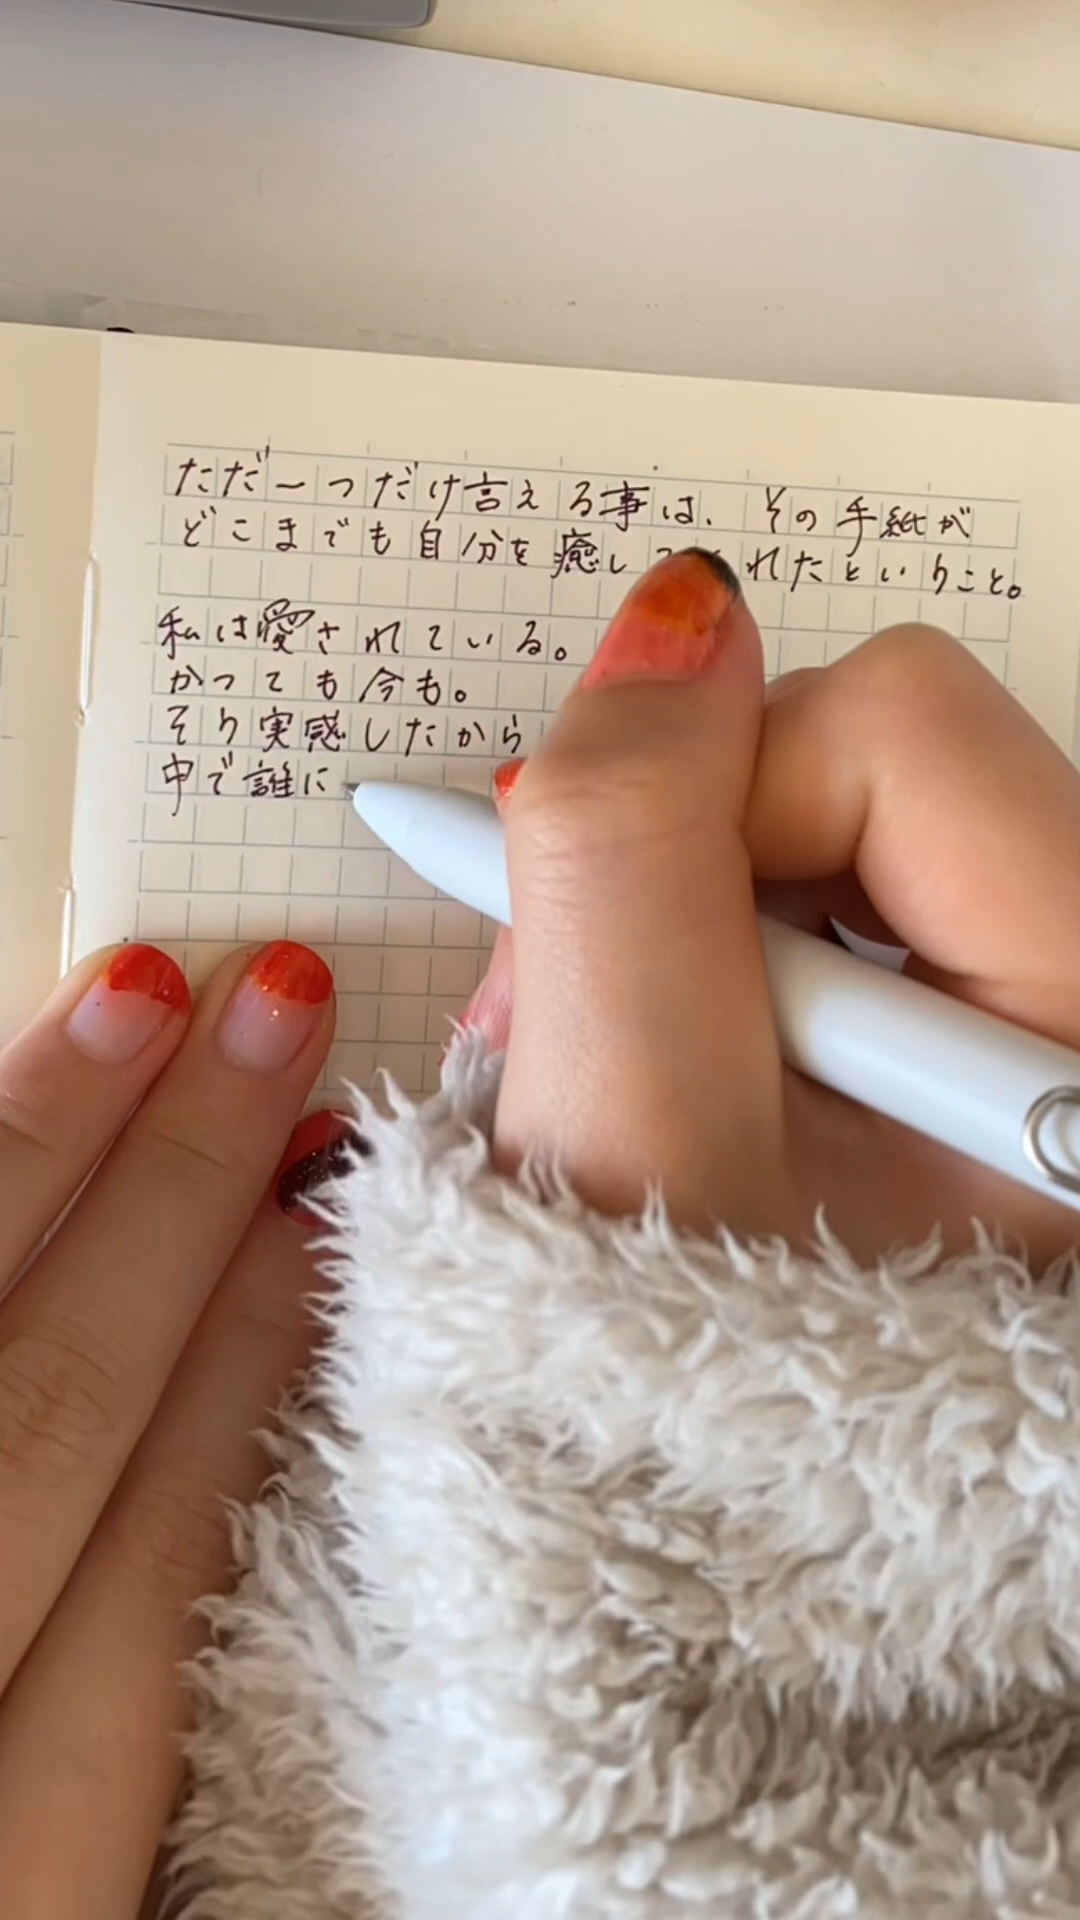 ただ一つだけ言える事は、その手紙が
どこまでも自分を癒し れたということ。
私は愛されている。
かつても今も。
そう実感したから
中で誰に